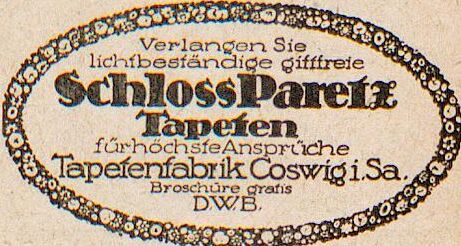 Verlangen Sie
lichtbeständige giftfreie
Schloss Paretz
Tapeten
für höchste Ansprüche
Tapetenfabrik Coswig i. Sa.
Broschüre gratis
D.W.B.